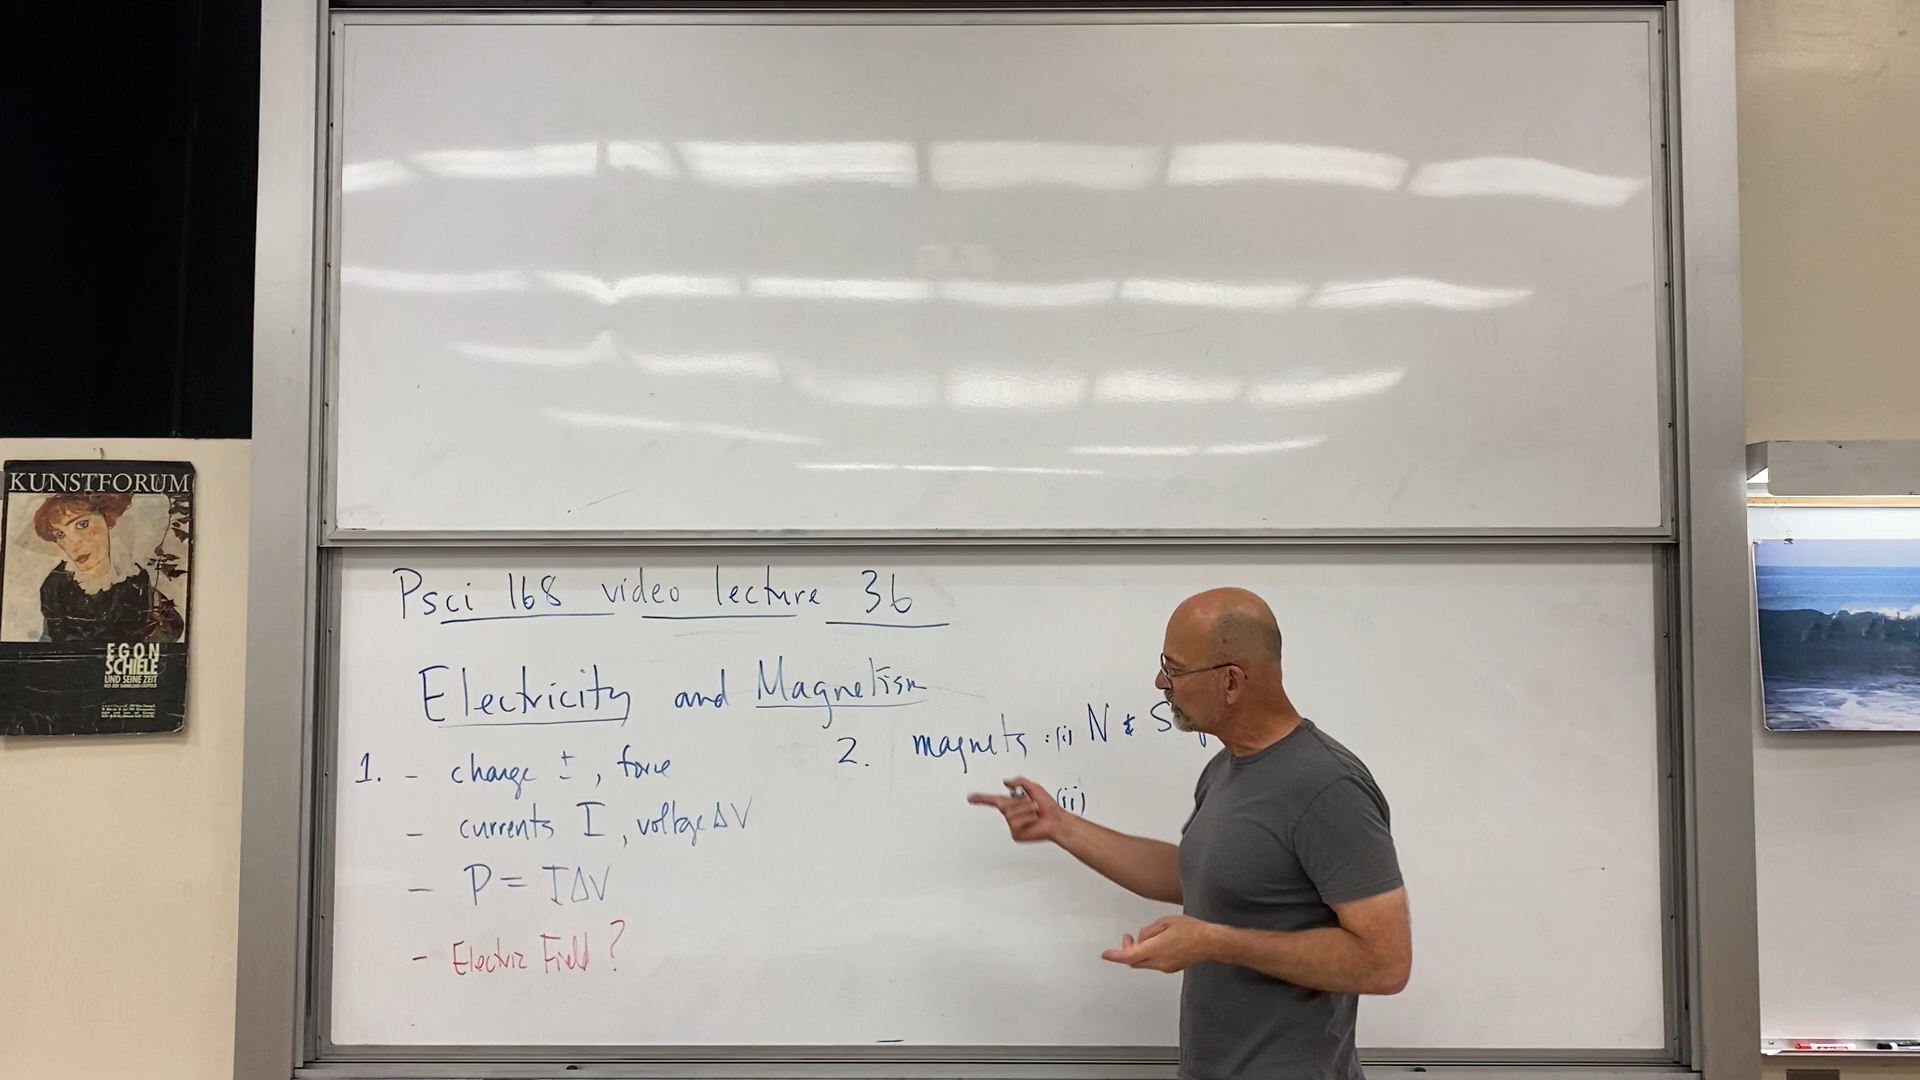 Psci 168 video lecture 36
Electricity and Magnetism
1. - charge ±, force
- currents I, voltage ΔV
- P = IΔV
- Electric Field ?
2. magnets : (i) N & S
(ii)
KUNSTFORUM
EGON
SCHIELE
UND SEINE ZEIT